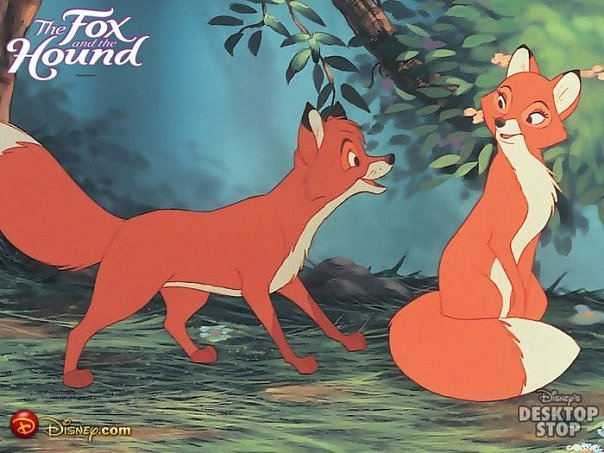 The Fox
and the
Hound
Disney.com
Disney's
DESKTOP
STOP